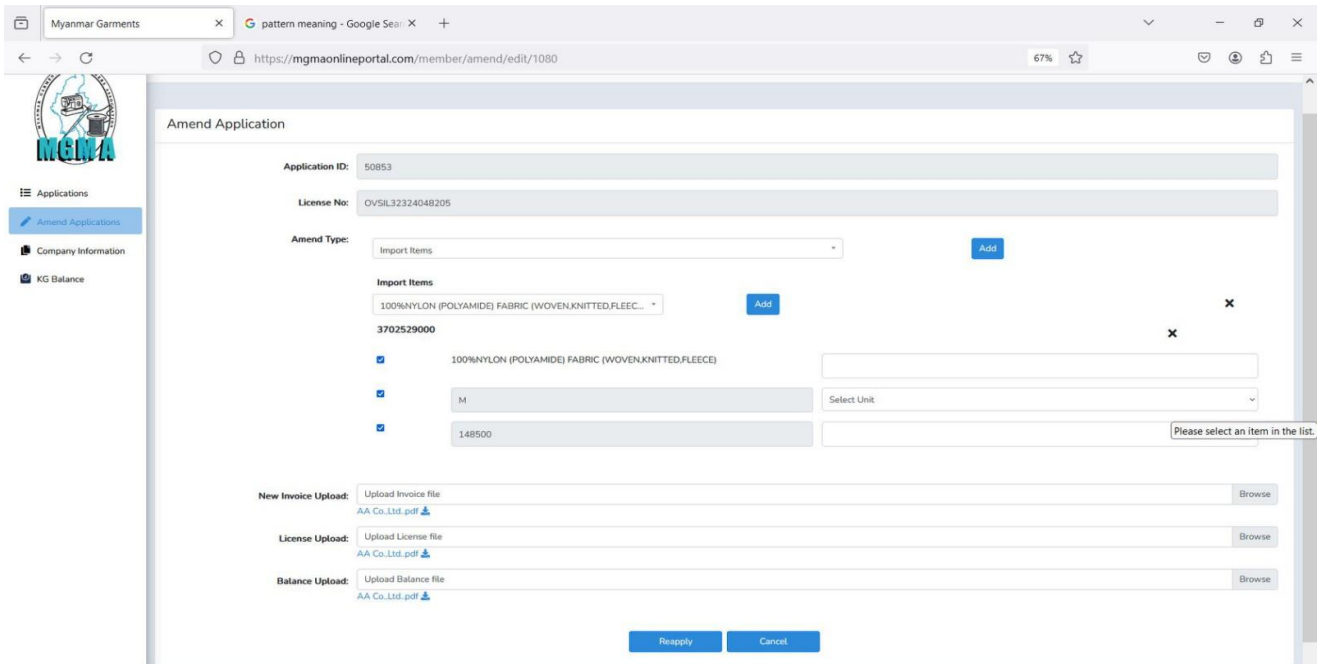 Myanmar Garments
G pattern meaning - Google Sear
https://mgmaonlineportal.com/member/amend/edit/1080
67%
MGMA
Applications
Amend Applications
Company Information
KG Balance
Amend Application
Application ID: 50853
License No: OVSIL32324048205
Amend Type: Import Items Add
Import Items
100%NYLON (POLYAMIDE) FABRIC (WOVEN,KNITTED,FLEEC... Add
3702529000
100%NYLON (POLYAMIDE) FABRIC (WOVEN,KNITTED,FLEECE)
M Select Unit
148500
Please select an item in the list.
New Invoice Upload: Upload Invoice file Browse
AA Co.,Ltd..pdf
License Upload: Upload License file Browse
AA Co.,Ltd..pdf
Balance Upload: Upload Balance file Browse
AA Co.,Ltd..pdf
Reapply Cancel